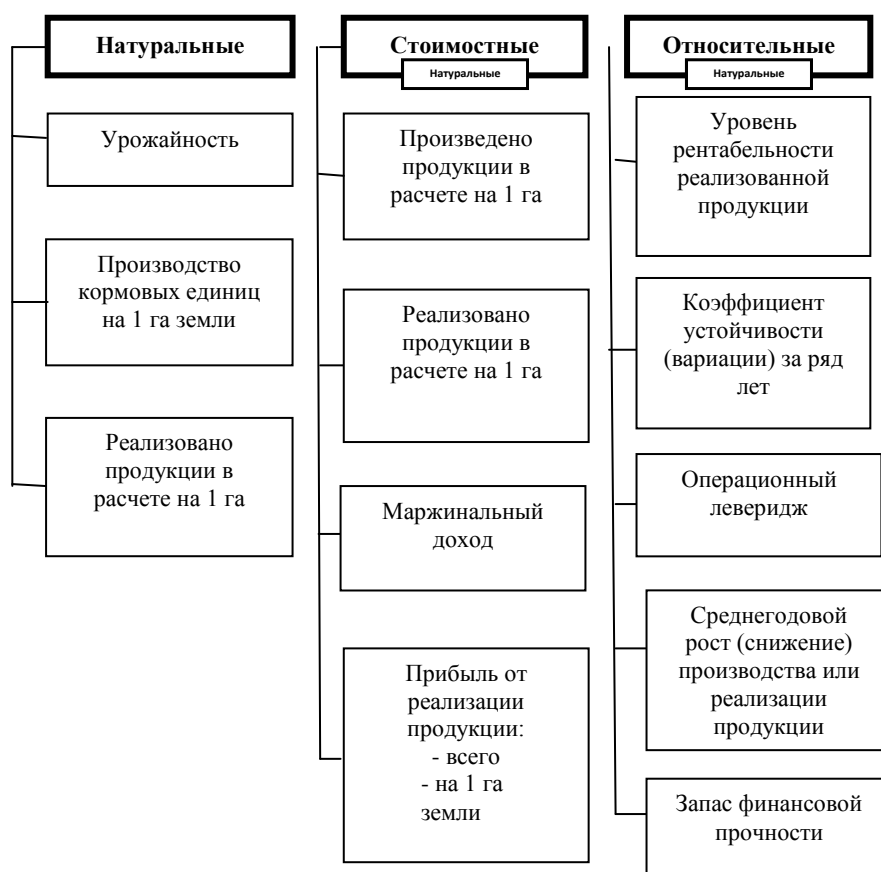 Натуральные
Урожайность
Производство
кормовых единиц
на 1 га земли
Реализовано
продукции в
расчете на 1 га
Стоимостные
Натуральные
Произведено
продукции в
расчете на 1 га
Реализовано
продукции в
расчете на 1 га
Маржинальный
доход
Прибыль от
реализации
продукции:
- всего
- на 1 га
земли
Относительные
Натуральные
Уровень
рентабельности
реализованной
продукции
Коэффициент
устойчивости
(вариации) за ряд
лет
Операционный
леверидж
Среднегодовой
рост (снижение)
производства или
реализации
продукции
Запас финансовой
прочности